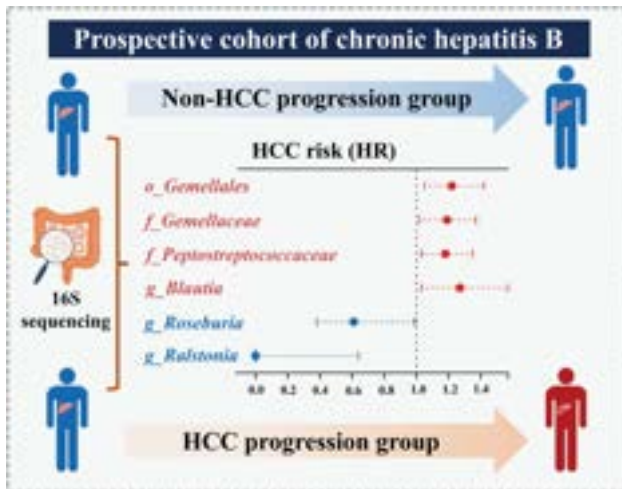 Prospective cohort of chronic hepatitis B
Non-HCC progression group
HCC risk (HR)
o_Gemellales
f_Gemellaceae
f_Peptostreptococcaceae
g_Blautia
g_Roseburia
g_Ralstonia
16S
sequencing
0.0 0.2 0.4 0.6 0.8 1.0 1.2 1.4
HCC progression group